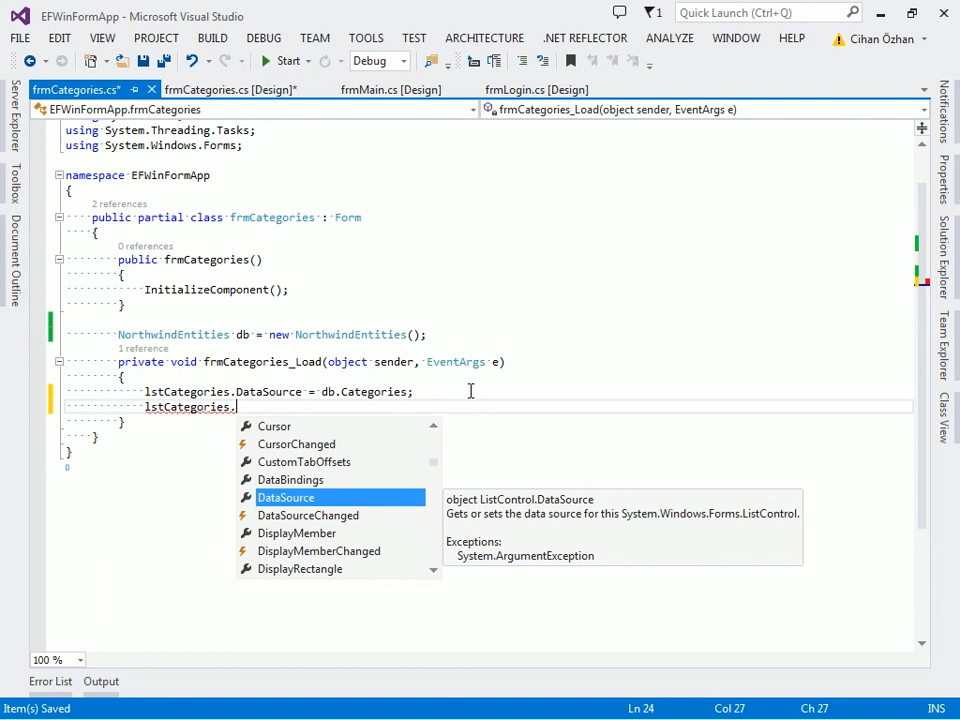 EFWinFormApp - Microsoft Visual Studio
1
Quick Launch (Ctrl+Q)
FILE EDIT VIEW PROJECT BUILD DEBUG TEAM TOOLS TEST ARCHITECTURE .NET REFLECTOR ANALYZE WINDOW HELP Cihan Özhan
Start Debug
frmCategories.cs* frmCategories.cs [Design]* frmMain.cs [Design] frmLogin.cs [Design]
EFWinFormApp.frmCategories frmCategories_Load(object sender, EventArgs e)
Server Explorer
Toolbox
Document Outline
using System.Threading.Tasks;
using System.Windows.Forms;
namespace EFWinFormApp
{
2 references
public partial class frmCategories : Form
{
0 references
public frmCategories()
{
InitializeComponent();
}
NorthwindEntities db = new NorthwindEntities();
1 reference
private void frmCategories_Load(object sender, EventArgs e)
{
lstCategories.DataSource = db.Categories;
lstCategories.
}
}
}
Cursor
CursorChanged
CustomTabOffsets
DataBindings
DataSource
DataSourceChanged
DisplayMember
DisplayMemberChanged
DisplayRectangle
object ListControl.DataSource
Gets or sets the data source for this System.Windows.Forms.ListControl.
Exceptions:
System.ArgumentException
Notifications
Properties
Solution Explorer
Team Explorer
Class View
100 %
Error List Output
Item(s) Saved Ln 24 Col 27 Ch 27 INS